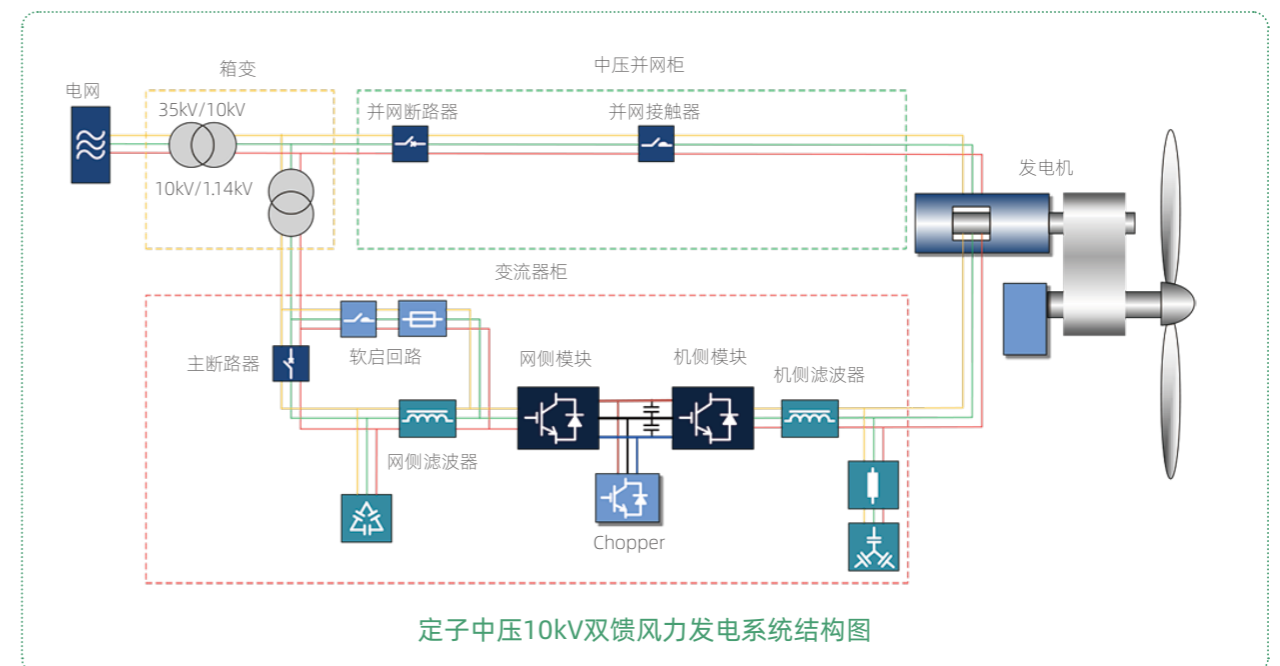 箱变
中压并网柜
电网
35kV/10kV
并网断路器
并网接触器
发电机
10kV/1.14kV
变流器柜
主断路器
软启回路
网侧模块
机侧模块
机侧滤波器
网侧滤波器
Chopper
定子中压10kV双馈风力发电系统结构图